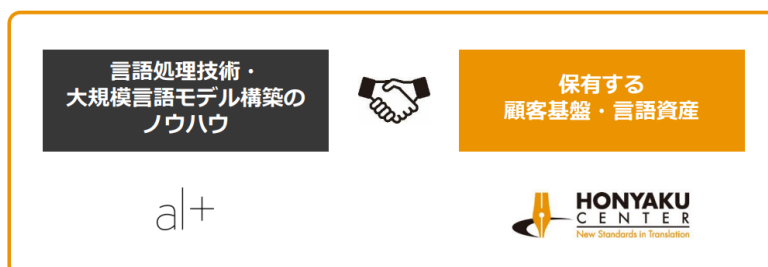 言語処理技術・
大規模言語モデル構築の
ノウハウ
保有する
顧客基盤・言語資産
al+
HONYAKU
CENTER
New Standards in Translation